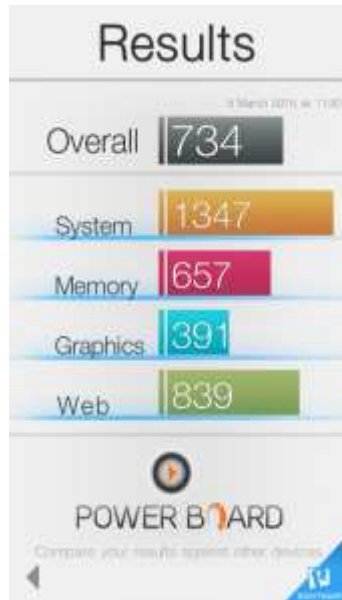 Results
Overall 734
System 1347
Memory 657
Graphics 391
Web 839
POWER BOARD
Compare your results against other devices